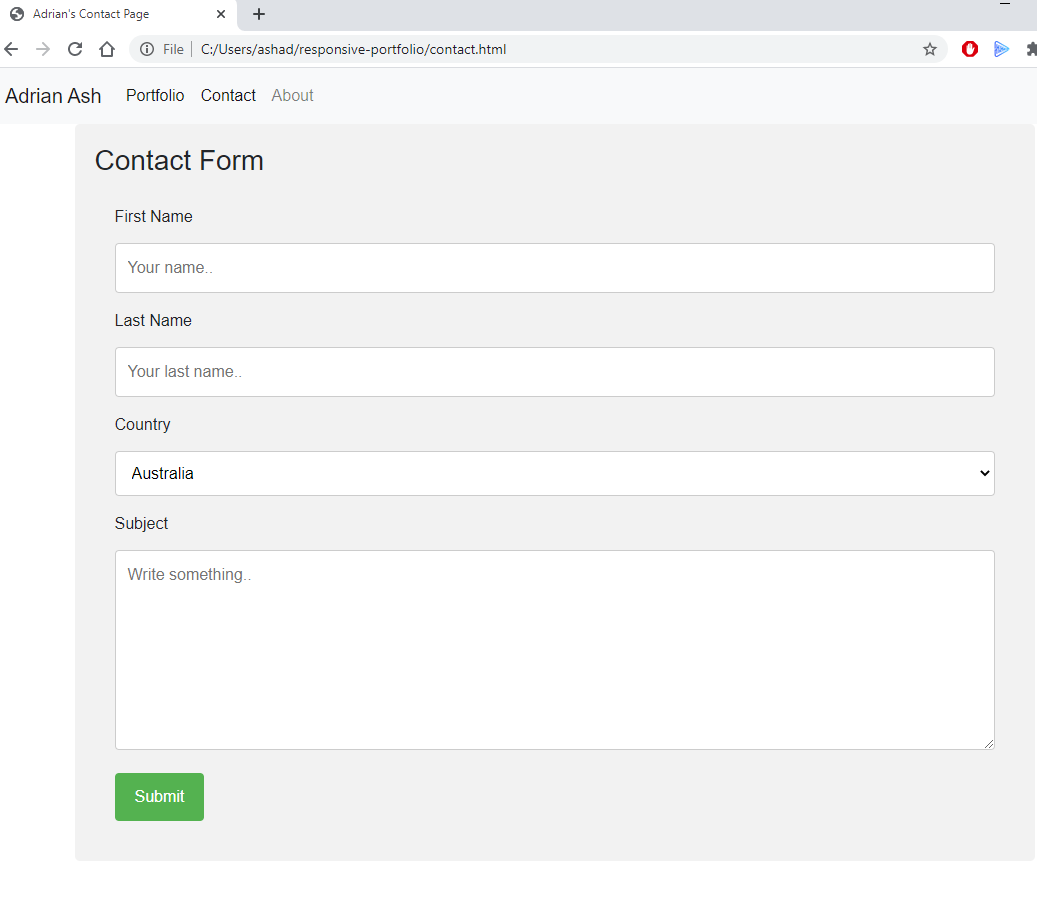 Adrian's Contact Page
File C:/Users/ashad/responsive-portfolio/contact.html
Adrian Ash Portfolio Contact About
Contact Form
First Name
Your name..
Last Name
Your last name..
Country
Australia
Subject
Write something..
Submit